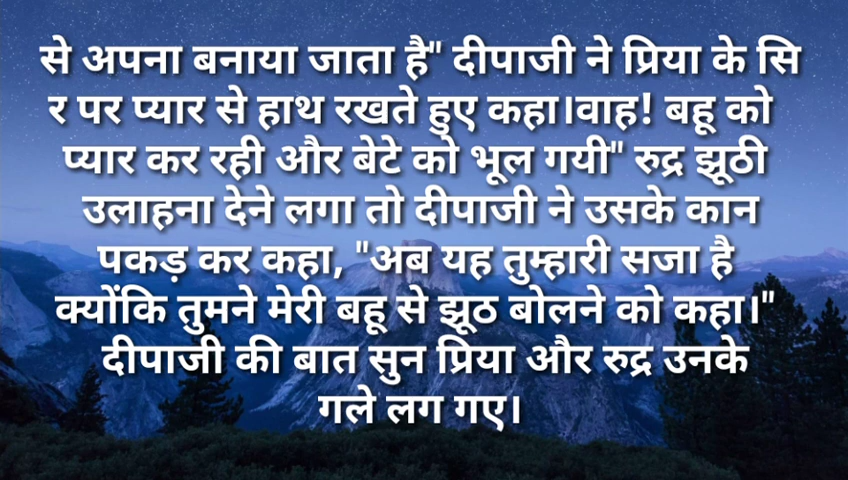 से अपना बनाया जाता है" दीपाजी ने प्रिया के सि
र पर प्यार से हाथ रखते हुए कहा।वाह! बहू को
प्यार कर रही और बेटे को भूल गयी" रुद्र झूठी
उलाहना देने लगा तो दीपाजी ने उसके कान
पकड़ कर कहा, "अब यह तुम्हारी सजा है
क्योंकि तुमने मेरी बहू से झूठ बोलने को कहा।"
दीपाजी की बात सुन प्रिया और रुद्र उनके
गले लग गए।